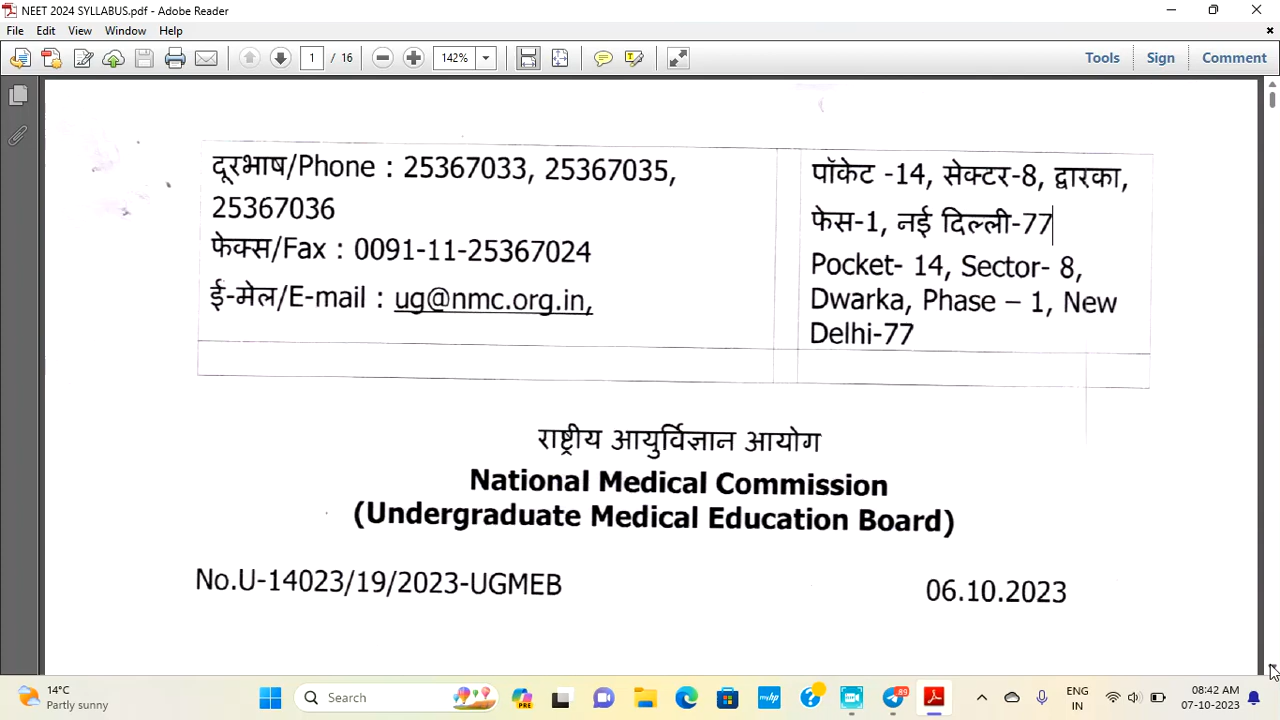 NEET 2024 SYLLABUS.pdf - Adobe Reader
File Edit View Window Help
1 / 16 142% Tools Sign Comment
दूरभाष/Phone : 25367033, 25367035,
25367036
फेक्स/Fax : 0091-11-25367024
ई-मेल/E-mail : ug@nmc.org.in,
पॉकेट -14, सेक्टर-8, द्वारका,
फेस-1, नई दिल्ली-77
Pocket- 14, Sector- 8,
Dwarka, Phase – 1, New
Delhi-77
राष्ट्रीय आयुर्विज्ञान आयोग
National Medical Commission
(Undergraduate Medical Education Board)
No.U-14023/19/2023-UGMEB 06.10.2023
14°C
Partly sunny
Search
PRE
myhp
89
ENG
IN
08:42 AM
07-10-2023